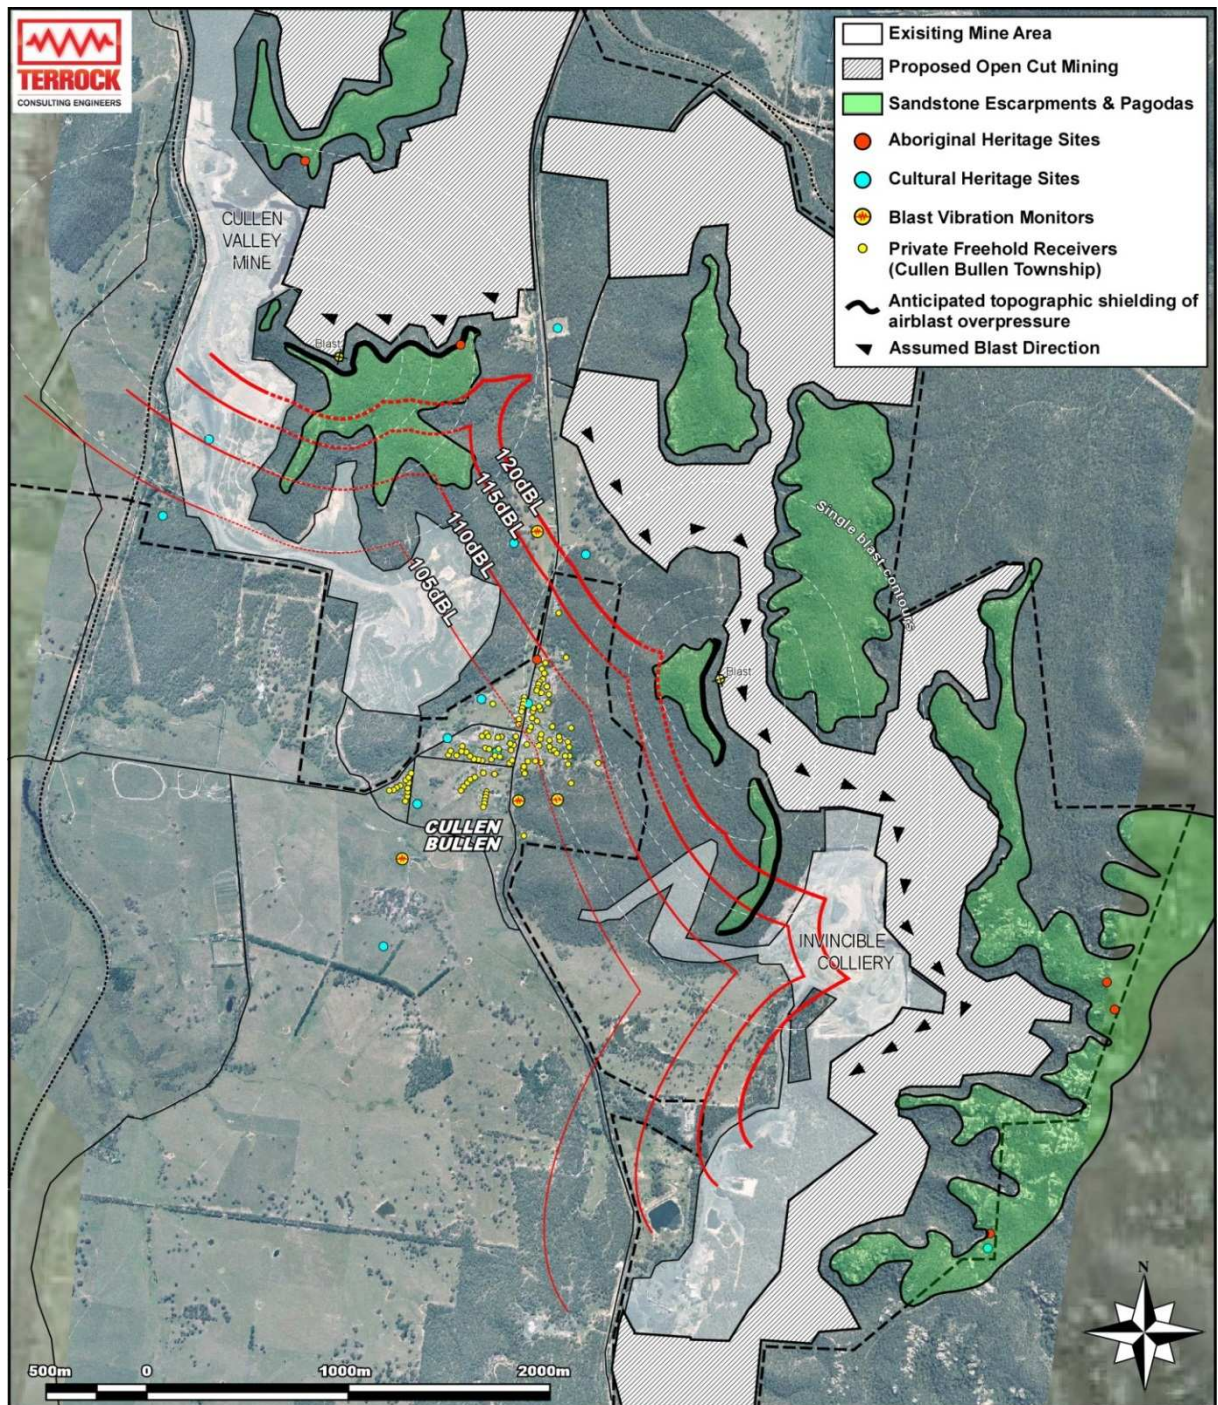 TERROCK
CONSULTING ENGINEERS
Exisiting Mine Area
Proposed Open Cut Mining
Sandstone Escarpments & Pagodas
Aboriginal Heritage Sites
Cultural Heritage Sites
Blast Vibration Monitors
Private Freehold Receivers
(Cullen Bullen Township)
Anticipated topographic shielding of
airblast overpressure
Assumed Blast Direction
CULLEN
VALLEY
MINE
Blast
120dBL
115dBL
110dBL
105dBL
Single blast contours
Blast
CULLEN
BULLEN
INVINCIBLE
COLLIERY
N
500m 0 1000m 2000m